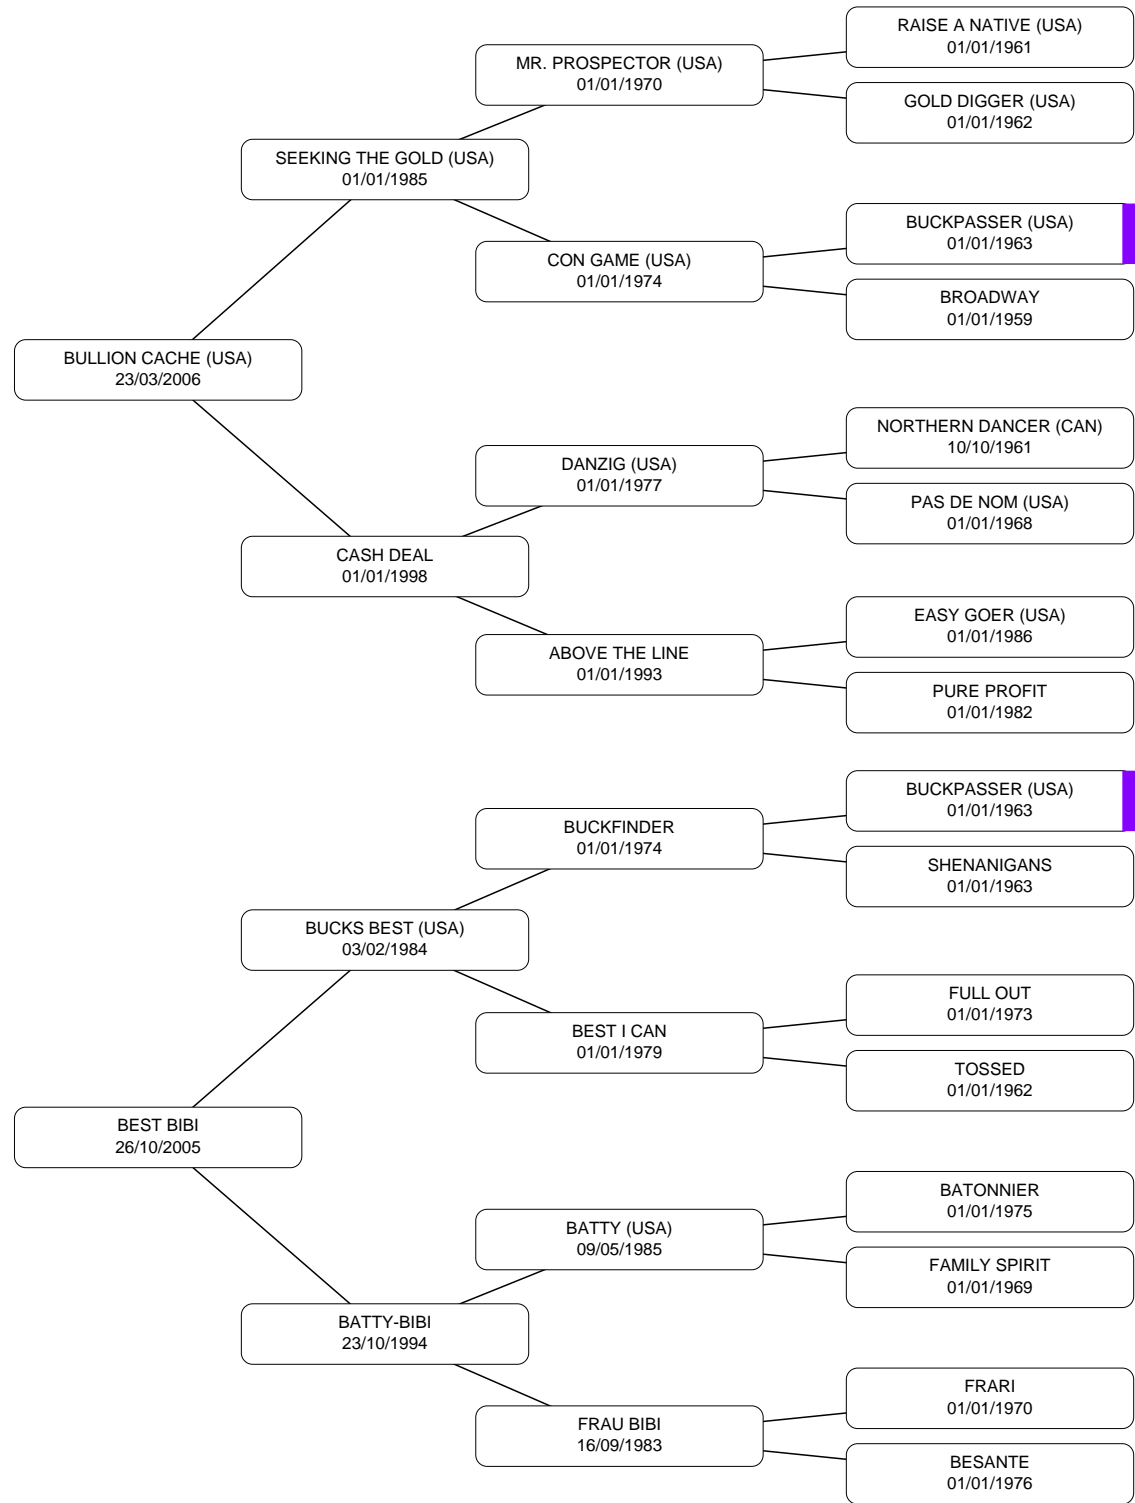 RAISE A NATIVE (USA)
01/01/1961
MR. PROSPECTOR (USA)
01/01/1970
GOLD DIGGER (USA)
01/01/1962
SEEKING THE GOLD (USA)
01/01/1985
BUCKPASSER (USA)
01/01/1963
CON GAME (USA)
01/01/1974
BROADWAY
01/01/1959
BULLION CACHE (USA)
23/03/2006
NORTHERN DANCER (CAN)
10/10/1961
DANZIG (USA)
01/01/1977
PAS DE NOM (USA)
01/01/1968
CASH DEAL
01/01/1998
EASY GOER (USA)
01/01/1986
ABOVE THE LINE
01/01/1993
PURE PROFIT
01/01/1982
BUCKPASSER (USA)
01/01/1963
BUCKFINDER
01/01/1974
SHENANIGANS
01/01/1963
BUCKS BEST (USA)
03/02/1984
FULL OUT
01/01/1973
BEST I CAN
01/01/1979
TOSSED
01/01/1962
BEST BIBI
26/10/2005
BATONNIER
01/01/1975
BATTY (USA)
09/05/1985
FAMILY SPIRIT
01/01/1969
BATTY-BIBI
23/10/1994
FRARI
01/01/1970
FRAU BIBI
16/09/1983
BESANTE
01/01/1976